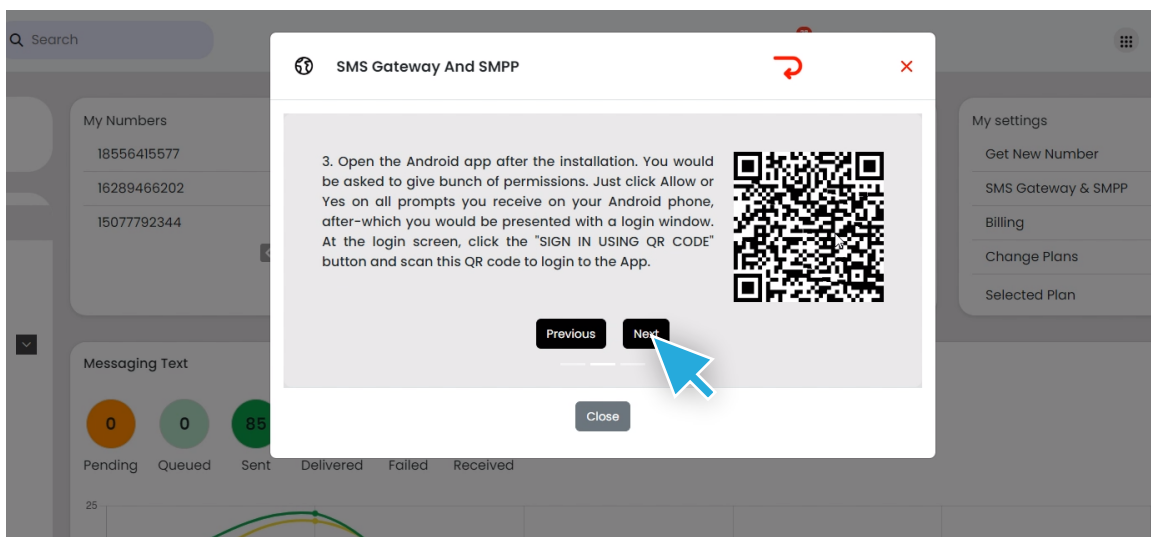 Search
SMS Gateway And SMPP
My Numbers
18556415577
16289466202
15077792344
3. Open the Android app after the installation. You would
be asked to give bunch of permissions. Just click Allow or
Yes on all prompts you receive on your Android phone,
after-which you would be presented with a login window.
At the login screen, click the "SIGN IN USING QR CODE"
button and scan this QR code to login to the App.
Previous
Next
Close
My settings
Get New Number
SMS Gateway & SMPP
Billing
Change Plans
Selected Plan
Messaging Text
0
0
85
Pending
Queued
Sent
Delivered
Failed
Received
25